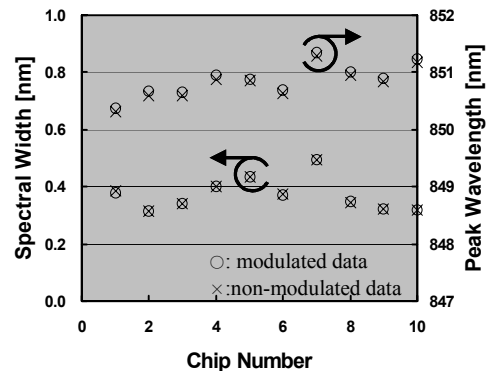 Spectral Width [nm]
1.0
0.8
0.6
0.4
0.2
0.0
852
851
850
849
848
847
Peak Wavelength [nm]
○: modulated data
×:non-modulated data
0 2 4 6 8 10
Chip Number